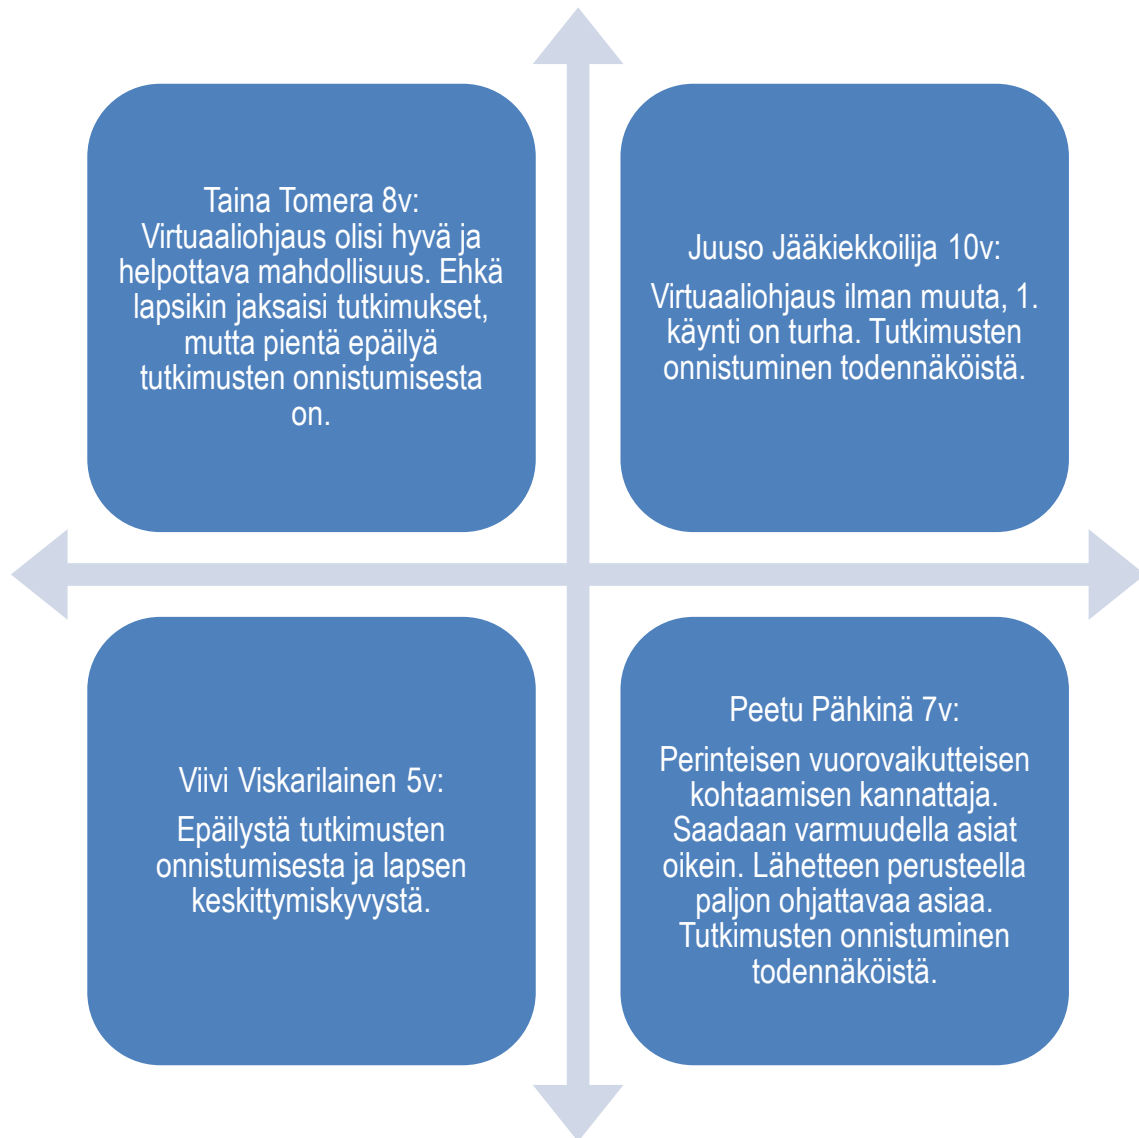 Taina Tomera 8v:
Virtuaaliohjaus olisi hyvä ja
helpottava mahdollisuus. Ehkä
lapsikin jaksaisi tutkimukset,
mutta pientä epäilyä
tutkimusten onnistumisesta
on.
Juuso Jääkiekkoilija 10v:
Virtuaaliohjaus ilman muuta, 1.
käynti on turha. Tutkimusten
onnistuminen todennäköistä.
Viivi Viskarilainen 5v:
Epäilystä tutkimusten
onnistumisesta ja lapsen
keskittymiskyvystä.
Peetu Pähkinä 7v:
Perinteisen vuorovaikutteisen
kohtaamisen kannattaja.
Saadaan varmuudella asiat
oikein. Lähetteen perusteella
paljon ohjattavaa asiaa.
Tutkimusten onnistuminen
todennäköistä.